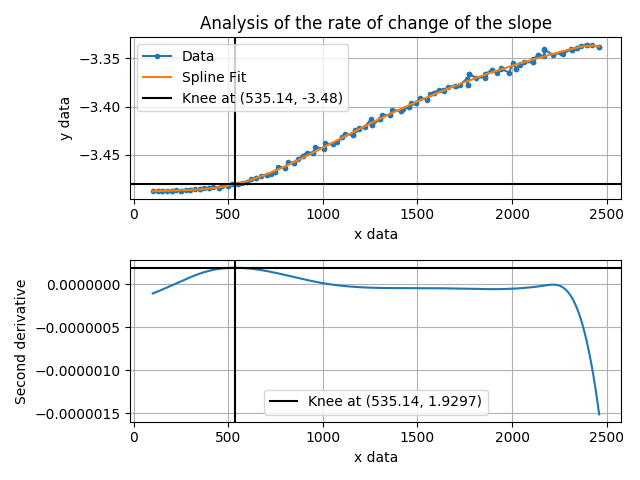 Analysis of the rate of change of the slope
Data
Spline Fit
Knee at (535.14, -3.48)
−3.35
−3.40
−3.45
y data
0 500 1000 1500 2000 2500
x data
0.0000000
−0.0000005
−0.0000010
−0.0000015
Second derivative
Knee at (535.14, 1.9297)
0 500 1000 1500 2000 2500
x data